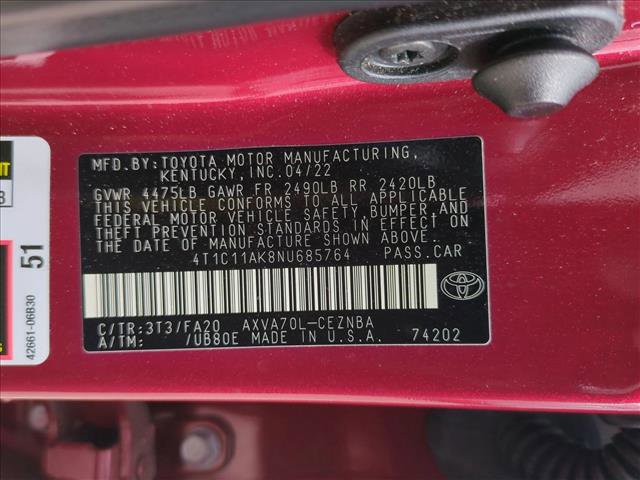 MFD.BY:TOYOTA MOTOR MANUFACTURING,
KENTUCKY, INC.04/22
GVWR 4475LB GAWR FR 2490LB RR 2420LB
THIS VEHICLE CONFORMS TO ALL APPLICABLE
FEDERAL MOTOR VEHICLE SAFETY,BUMPER,AND
THEFT PREVENTION STANDARDS IN EFFECT ON
THE DATE OF MANUFACTURE SHOWN ABOVE.
4T1C11AK8NU685764 PASS.CAR
C/TR:3T3/FA20 AXVA70L-CEZNBA
A/TM: /UB80E MADE IN U.S.A. 74202
51
42661-06B30